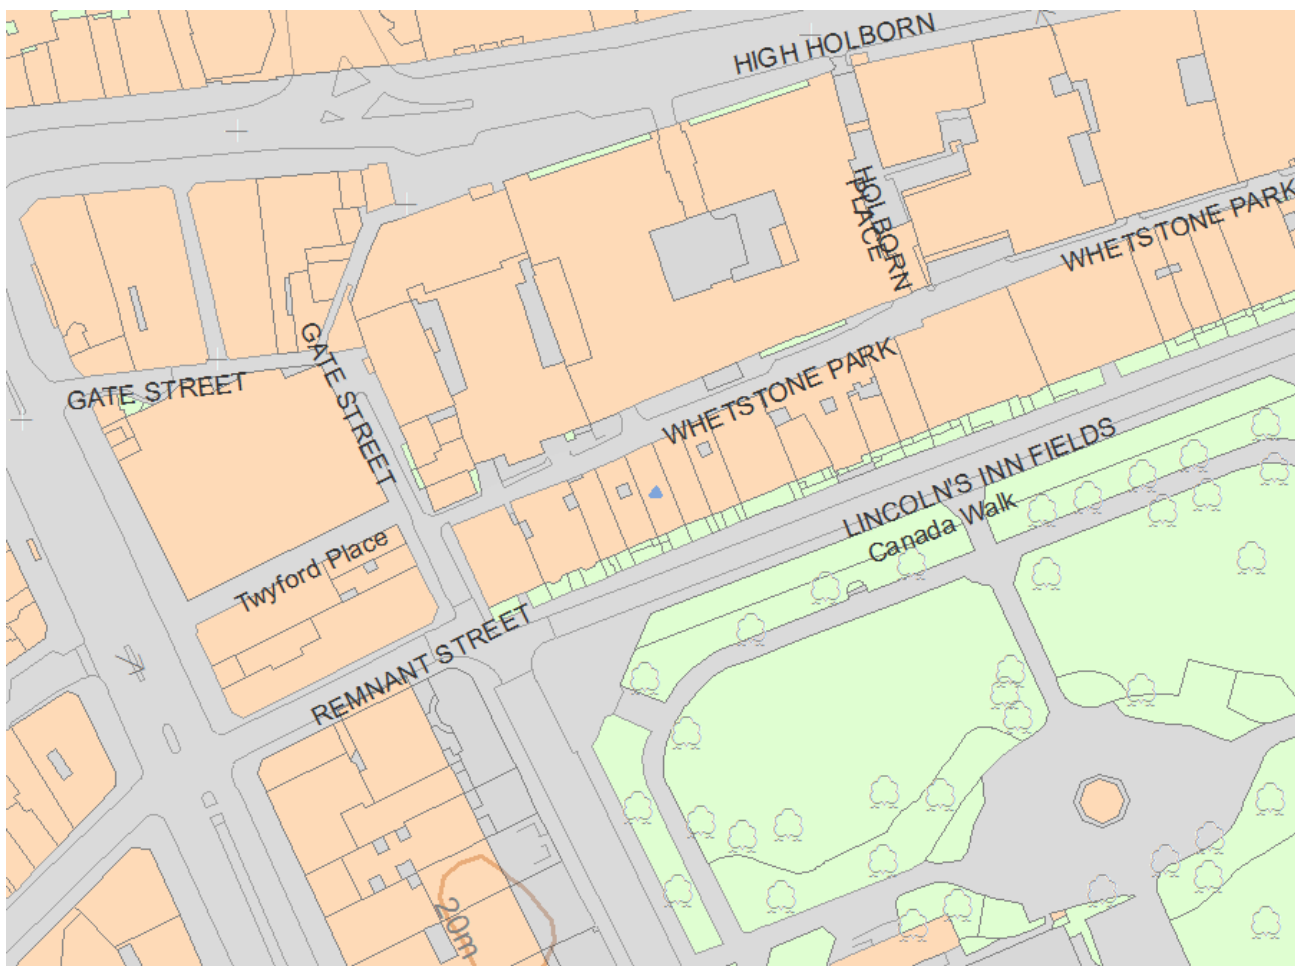 HIGH HOLBORN
HOLBORN
PLACE
WHETSTONE PARK
GATE STREET
GATE STREET
WHETSTONE PARK
LINCOLN'S INN FIELDS
Canada Walk
Twyford Place
REMNANT STREET
20m